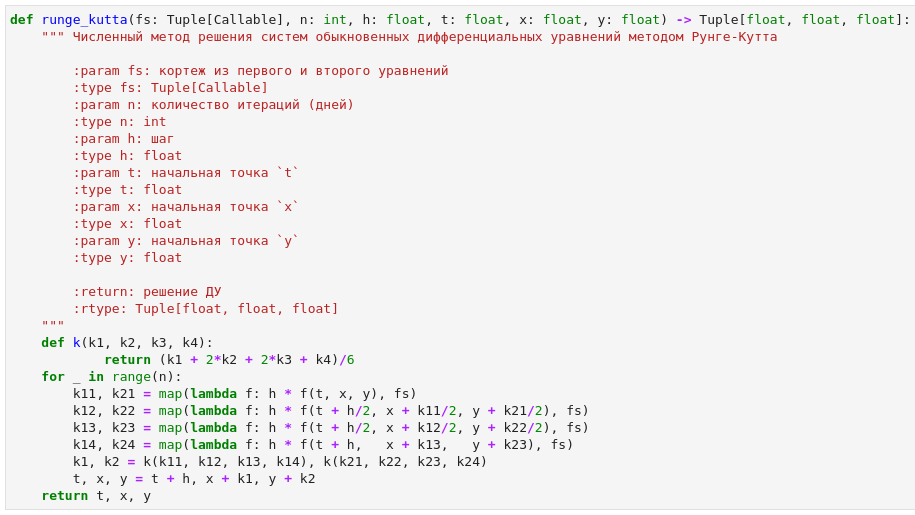 def runge_kutta(fs: Tuple[Callable], n: int, h: float, t: float, x: float, y: float) -> Tuple[float, float, float]:
    """ Численный метод решения систем обыкновенных дифференциальных уравнений методом Рунге-Кутта
        :param fs: кортеж из первого и второго уравнений
        :type fs: Tuple[Callable]
        :param n: количество итераций (дней)
        :type n: int
        :param h: шаг
        :type h: float
        :param t: начальная точка `t`
        :type t: float
        :param x: начальная точка `x`
        :type x: float
        :param y: начальная точка `y`
        :type y: float
        :return: решение ДУ
        :rtype: Tuple[float, float, float]
    """
    def k(k1, k2, k3, k4):
            return (k1 + 2*k2 + 2*k3 + k4)/6
    for _ in range(n):
        k11, k21 = map(lambda f: h * f(t, x, y), fs)
        k12, k22 = map(lambda f: h * f(t + h/2, x + k11/2, y + k21/2), fs)
        k13, k23 = map(lambda f: h * f(t + h/2, x + k12/2, y + k22/2), fs)
        k14, k24 = map(lambda f: h * f(t + h,   x + k13,   y + k23), fs)
        k1, k2 = k(k11, k12, k13, k14), k(k21, k22, k23, k24)
        t, x, y = t + h, x + k1, y + k2
    return t, x, y